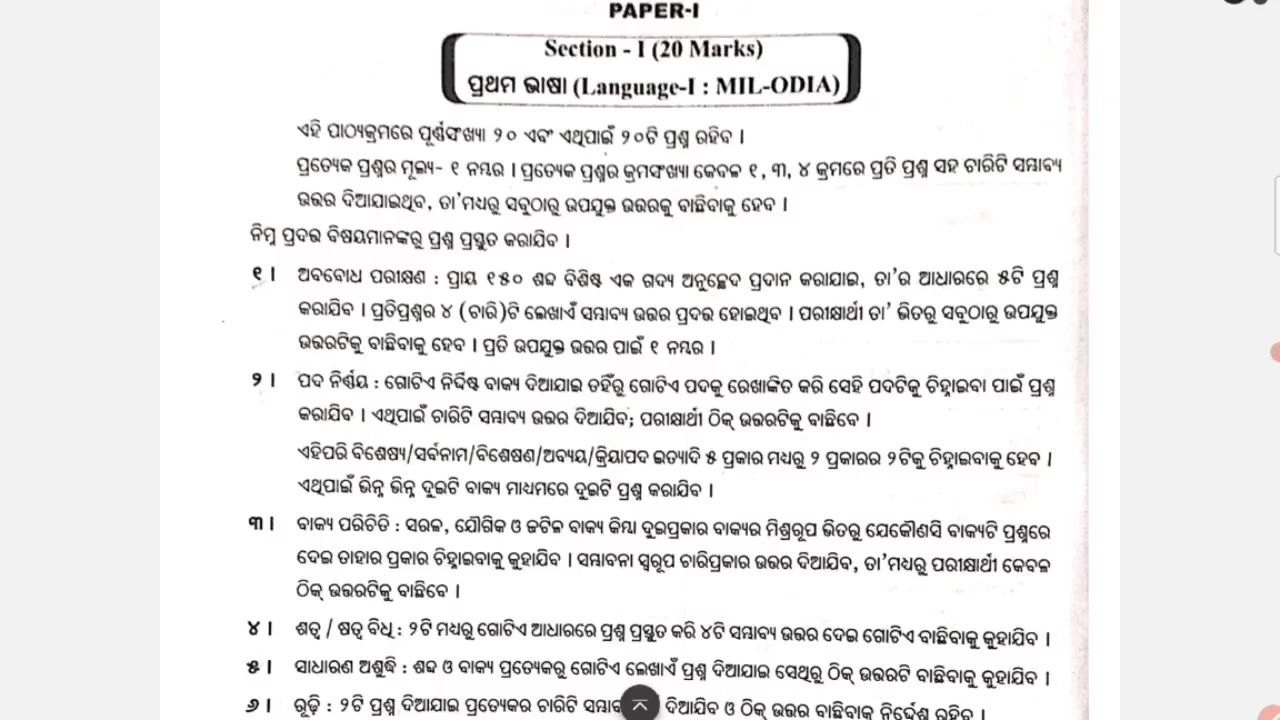 PAPER-I
Section - I (20 Marks)
ପ୍ରଥମ ଭାଷା (Language-I : MIL-ODIA)
ଏହି ପାଠ୍ୟକ୍ରମରେ ପୂର୍ଣ୍ଣସଂଖ୍ୟା ୨୦ ଏବଂ ଏଥିପାଇଁ ୨୦ଟି ପ୍ରଶ୍ନ ରହିବ ।
ପ୍ରତ୍ୟେକ ପ୍ରଶ୍ନର ମୂଲ୍ୟ- ୧ ନମ୍ବର । ପ୍ରତ୍ୟେକ ପ୍ରଶ୍ନର କ୍ରମସଂଖ୍ୟା କେବଳ ୧, ୩, ୪ କ୍ରମରେ ପ୍ରତି ପ୍ରଶ୍ନ ସହ ଚାରିଟି ସମ୍ଭାବ୍ୟ
ଉତ୍ତର ଦିଆଯାଇଥିବ, ତା’ମଧ୍ୟରୁ ସବୁଠାରୁ ଉପଯୁକ୍ତ ଉତ୍ତରକୁ ବାଛିବାକୁ ହେବ ।
ନିମ୍ନ ପ୍ରଦତ୍ତ ବିଷୟମାନଙ୍କରୁ ପ୍ରଶ୍ନ ପ୍ରସ୍ତୁତ କରାଯିବ ।
୧ । ଅବବୋଧ ପରୀକ୍ଷଣ : ପ୍ରାୟ ୧୫୦ ଶବ୍ଦ ବିଶିଷ୍ଟ ଏକ ଗଦ୍ୟ ଅନୁଚ୍ଛେଦ ପ୍ରଦାନ କରାଯାଇ, ତା’ର ଆଧାରରେ ୫ଟି ପ୍ରଶ୍ନ
କରାଯିବ । ପ୍ରତିପ୍ରଶ୍ନର ୪ (ଚାରି)ଟି ଲେଖାଏଁ ସମ୍ଭାବ୍ୟ ଉତ୍ତର ପ୍ରଦତ୍ତ ହୋଇଥିବ । ପରୀକ୍ଷାର୍ଥୀ ତା’ ଭିତରୁ ସବୁଠାରୁ ଉପଯୁକ୍ତ
ଉତ୍ତରଟିକୁ ବାଛିବାକୁ ହେବ । ପ୍ରତି ଉପଯୁକ୍ତ ଉତ୍ତର ପାଇଁ ୧ ନମ୍ବର ।
୨ । ପଦ ନିର୍ଣ୍ଣୟ : ଗୋଟିଏ ନିର୍ଦ୍ଦିଷ୍ଟ ବାକ୍ୟ ଦିଆଯାଇ ତହିଁରୁ ଗୋଟିଏ ପଦକୁ ରେଖାଙ୍କିତ କରି ସେହି ପଦଟିକୁ ଚିହ୍ନାଇବା ପାଇଁ ପ୍ରଶ୍ନ
କରାଯିବ । ଏଥିପାଇଁ ଚାରିଟି ସମ୍ଭାବ୍ୟ ଉତ୍ତର ଦିଆଯିବ; ପରୀକ୍ଷାର୍ଥୀ ଠିକ୍ ଉତ୍ତରଟିକୁ ବାଛିବେ ।
ଏହିପରି ବିଶେଷ୍ୟ/ସର୍ବନାମ/ବିଶେଷଣ/ଅବ୍ୟୟ/କ୍ରିୟାପଦ ଇତ୍ୟାଦି ୫ ପ୍ରକାର ମଧ୍ୟରୁ ୨ ପ୍ରକାରର ୨ଟିକୁ ଚିହ୍ନାଇବାକୁ ହେବ ।
ଏଥିପାଇଁ ଭିନ୍ନ ଭିନ୍ନ ଦୁଇଟି ବାକ୍ୟ ମାଧ୍ୟମରେ ଦୁଇଟି ପ୍ରଶ୍ନ କରାଯିବ ।
୩ । ବାକ୍ୟ ପରିଚିତି : ସରଳ, ଯୌଗିକ ଓ ଜଟିଳ ବାକ୍ୟ କିମ୍ବା ଦୁଇପ୍ରକାର ବାକ୍ୟର ମିଶ୍ରରୂପ ଭିତରୁ ଯେକୌଣସି ବାକ୍ୟଟି ପ୍ରଶ୍ନରେ
ଦେଇ ତାହାର ପ୍ରକାର ଚିହ୍ନାଇବାକୁ କୁହାଯିବ । ସମ୍ଭାବନା ସ୍ୱରୂପ ଚାରିପ୍ରକାର ଉତ୍ତର ଦିଆଯିବ, ତା’ମଧ୍ୟରୁ ପରୀକ୍ଷାର୍ଥୀ କେବଳ
ଠିକ୍ ଉତ୍ତରଟିକୁ ବାଛିବେ ।
୪ । ଶତ୍ୱ / ଷତ୍ୱ ବିଧି : ୨ଟି ମଧ୍ୟରୁ ଗୋଟିଏ ଆଧାରରେ ପ୍ରଶ୍ନ ପ୍ରସ୍ତୁତ କରି ୪ଟି ସମ୍ଭାବ୍ୟ ଉତ୍ତର ଦେଇ ଗୋଟିଏ ବାଛିବାକୁ କୁହାଯିବ ।
୫ । ସାଧାରଣ ଅଶୁଦ୍ଧି : ଶବ୍ଦ ଓ ବାକ୍ୟ ପ୍ରତ୍ୟେକରୁ ଗୋଟିଏ ଲେଖାଏଁ ପ୍ରଶ୍ନ ଦିଆଯାଇ ସେଥିରୁ ଠିକ୍ ଉତ୍ତରଟି ବାଛିବାକୁ କୁହାଯିବ ।
୬ । ରୂଢ଼ି : ୨ଟି ପ୍ରଶ୍ନ ଦିଆଯାଇ ପ୍ରତ୍ୟେକର ଚାରିଟି ଦିଆଯିବ ଓ ଠିକ୍ ଉତ୍ତର ବାଛିବାକୁ ନିର୍ଦ୍ଦେଶ ରହିବ ।